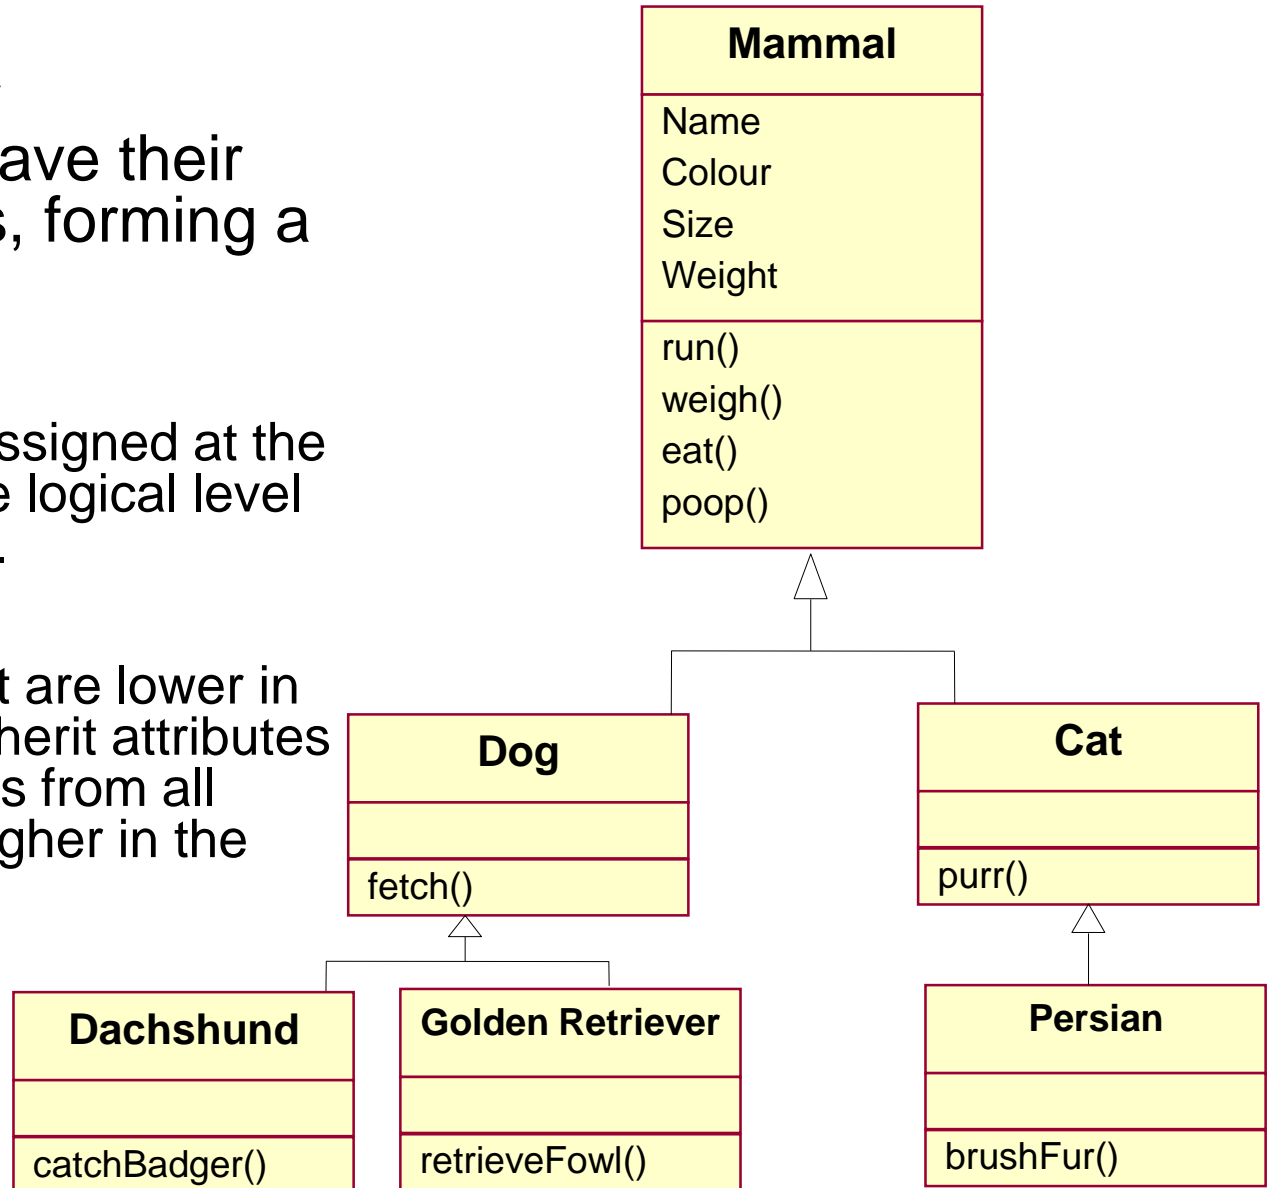 ave their
s, forming a
ssigned at the
e logical level
.
t are lower in
herit attributes
s from all
gher in the
Mammal
Name
Colour
Size
Weight
run()
weigh()
eat()
poop()
Dog
fetch()
Cat
purr()
Dachshund
catchBadger()
Golden Retriever
retrieveFowl()
Persian
brushFur()